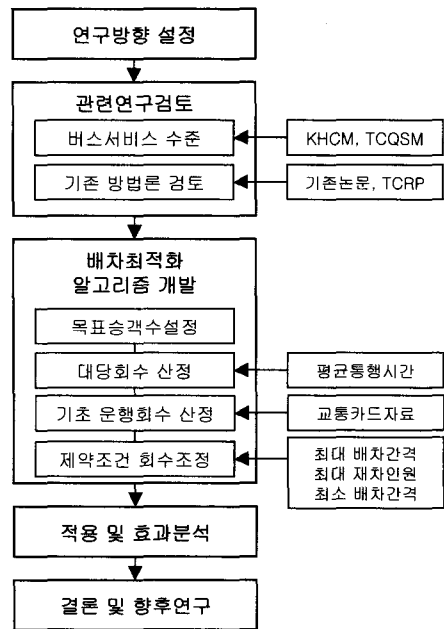 연구방향 설정
관련연구검토
버스서비스 수준
KHCM, TCQSM
기존 방법론 검토
기존논문, TCRP
배차최적화
알고리즘 개발
목표승객수설정
대당회수 산정
평균통행시간
기초 운행회수 산정
교통카드자료
제약조건 회수조정
최대 배차간격
최대 재차인원
최소 배차간격
적용 및 효과분석
결론 및 향후연구